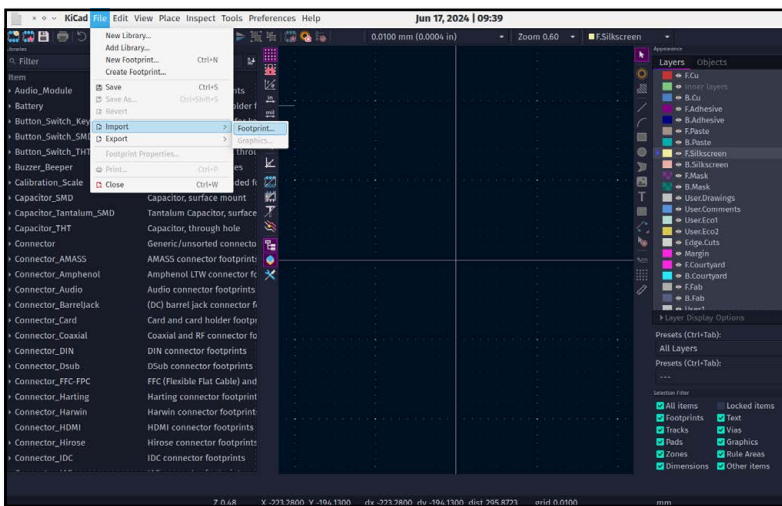 KiCad File Edit View Place Inspect Tools Preferences Help
Jun 17, 2024 | 09:39
New Library...
Add Library...
New Footprint... Ctrl+N
Create Footprint...
Save Ctrl+S
Save As... Ctrl+Shift+S
Revert
Import
Export
Footprint Properties...
Print... Ctrl+P
Close Ctrl+W
Footprint...
Graphics...
0.0100 mm (0.0004 in)
Zoom 0.60
F.Silkscreen
Libraries
Filter
Item
Audio_Module
Battery
Button_Switch_Key
Button_Switch_SMD
Button_Switch_THT
Buzzer_Beeper
Calibration_Scale
Capacitor_SMD Capacitor, surface mount
Capacitor_Tantalum_SMD Tantalum Capacitor, surface
Capacitor_THT Capacitor, through hole
Connector Generic/unsorted connecto
Connector_AMASS AMASS connector footprint
Connector_Amphenol Amphenol LTW connector fo
Connector_Audio Audio connector footprints
Connector_BarrelJack (DC) barrel jack connector f
Connector_Card Card and card holder footpr
Connector_Coaxial Coaxial and RF connector fo
Connector_DIN DIN connector footprints
Connector_Dsub DSub connector footprints
Connector_FFC-FPC FFC (Flexible Flat Cable) and
Connector_Harting Harting connector footprint
Connector_Harwin Harwin connector footprint
Connector_HDMI HDMI connector footprints
Connector_Hirose Hirose connector footprints
Connector_IDC IDC connector footprints
Appearance
Layers Objects
F.Cu
Inner layers
B.Cu
F.Adhesive
B.Adhesive
F.Paste
B.Paste
F.Silkscreen
B.Silkscreen
F.Mask
B.Mask
User.Drawings
User.Comments
User.Eco1
User.Eco2
Edge.Cuts
Margin
F.Courtyard
B.Courtyard
F.Fab
B.Fab
User.1
Layer Display Options
Presets (Ctrl+Tab):
All Layers
Presets (Ctrl+Tab):
---
Selection Filter
All items Locked items
Footprints Text
Tracks Vias
Pads Graphics
Zones Rule Areas
Dimensions Other items
Z 0.48 X -223.2800 Y -194.1300 dx -223.2800 dy -194.1300 dist 295.8723 grid 0.0100 mm